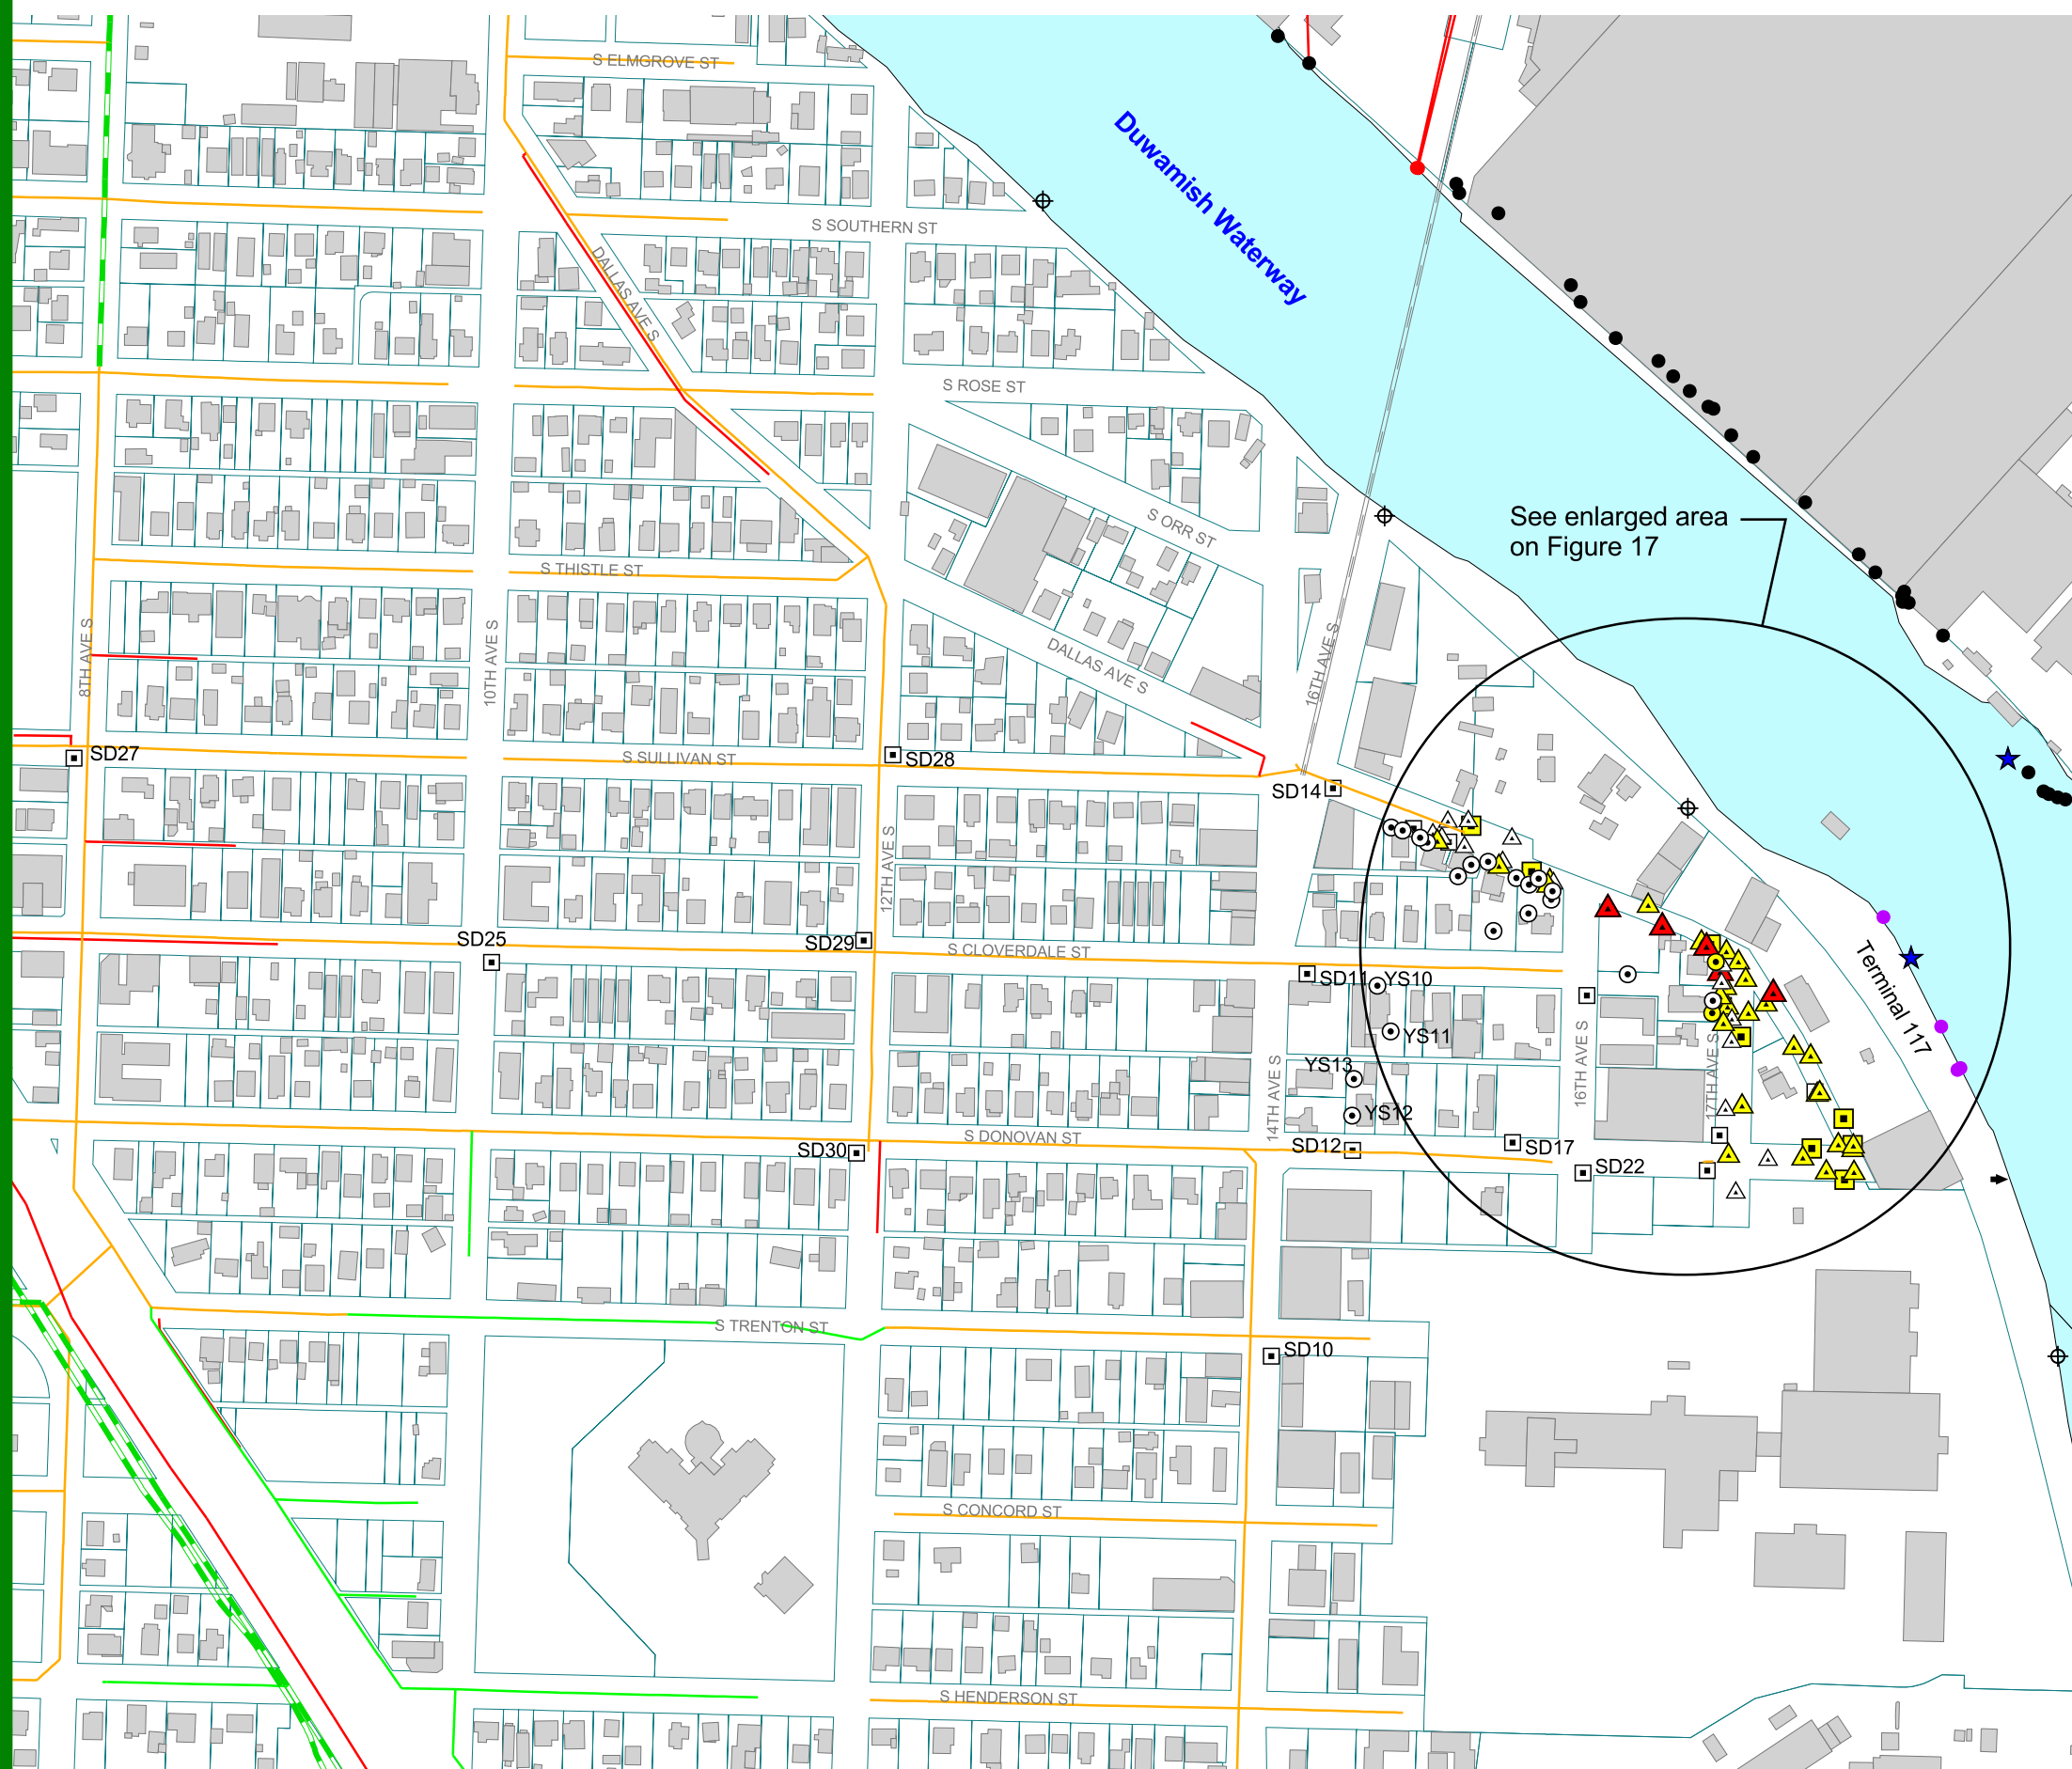 S ELMGROVE ST
Duwamish Waterway
S SOUTHERN ST
DALLAS AVE S
S ROSE ST
See enlarged area
on Figure 17
S ORR ST
S THISTLE ST
8TH AVE S
10TH AVE S
DALLAS AVE S
16TH AVE S
SD27
S SULLIVAN ST
SD28
SD14
12TH AVE S
SD25
SD29
S CLOVERDALE ST
SD11
YS10
Terminal 117
YS11
16TH AVE S
17TH AVE S
YS13
14TH AVE S
YS12
S DONOVAN ST
SD30
SD12
SD17
SD22
S TRENTON ST
SD10
S CONCORD ST
S HENDERSON ST